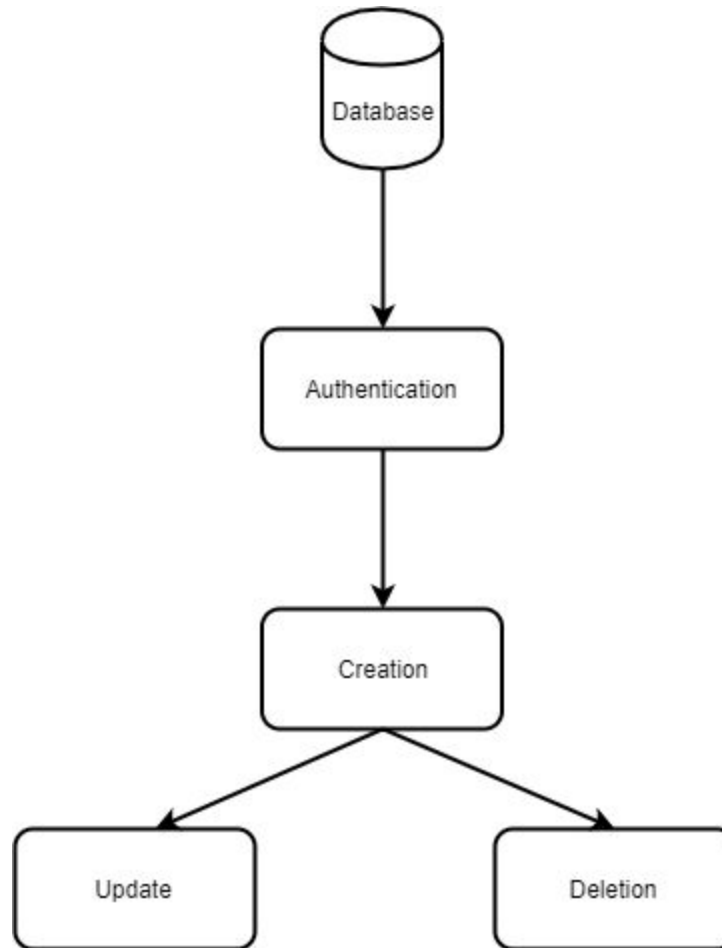 Database
Authentication
Creation
Update
Deletion